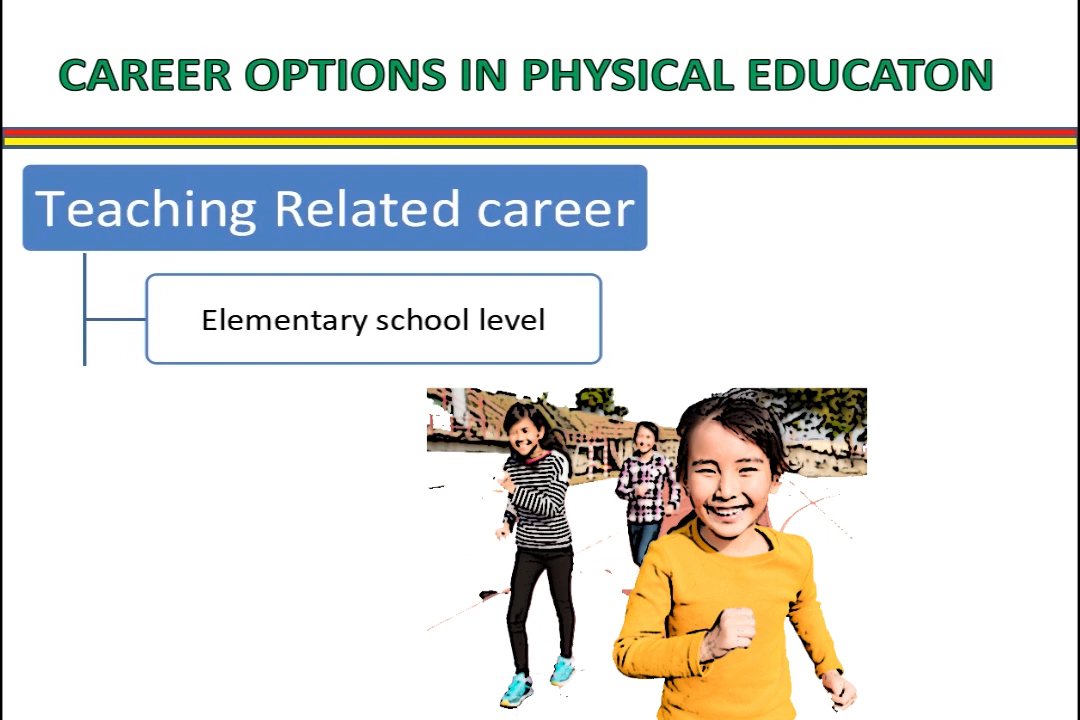 CAREER OPTIONS IN PHYSICAL EDUCATON
Teaching Related career
Elementary school level